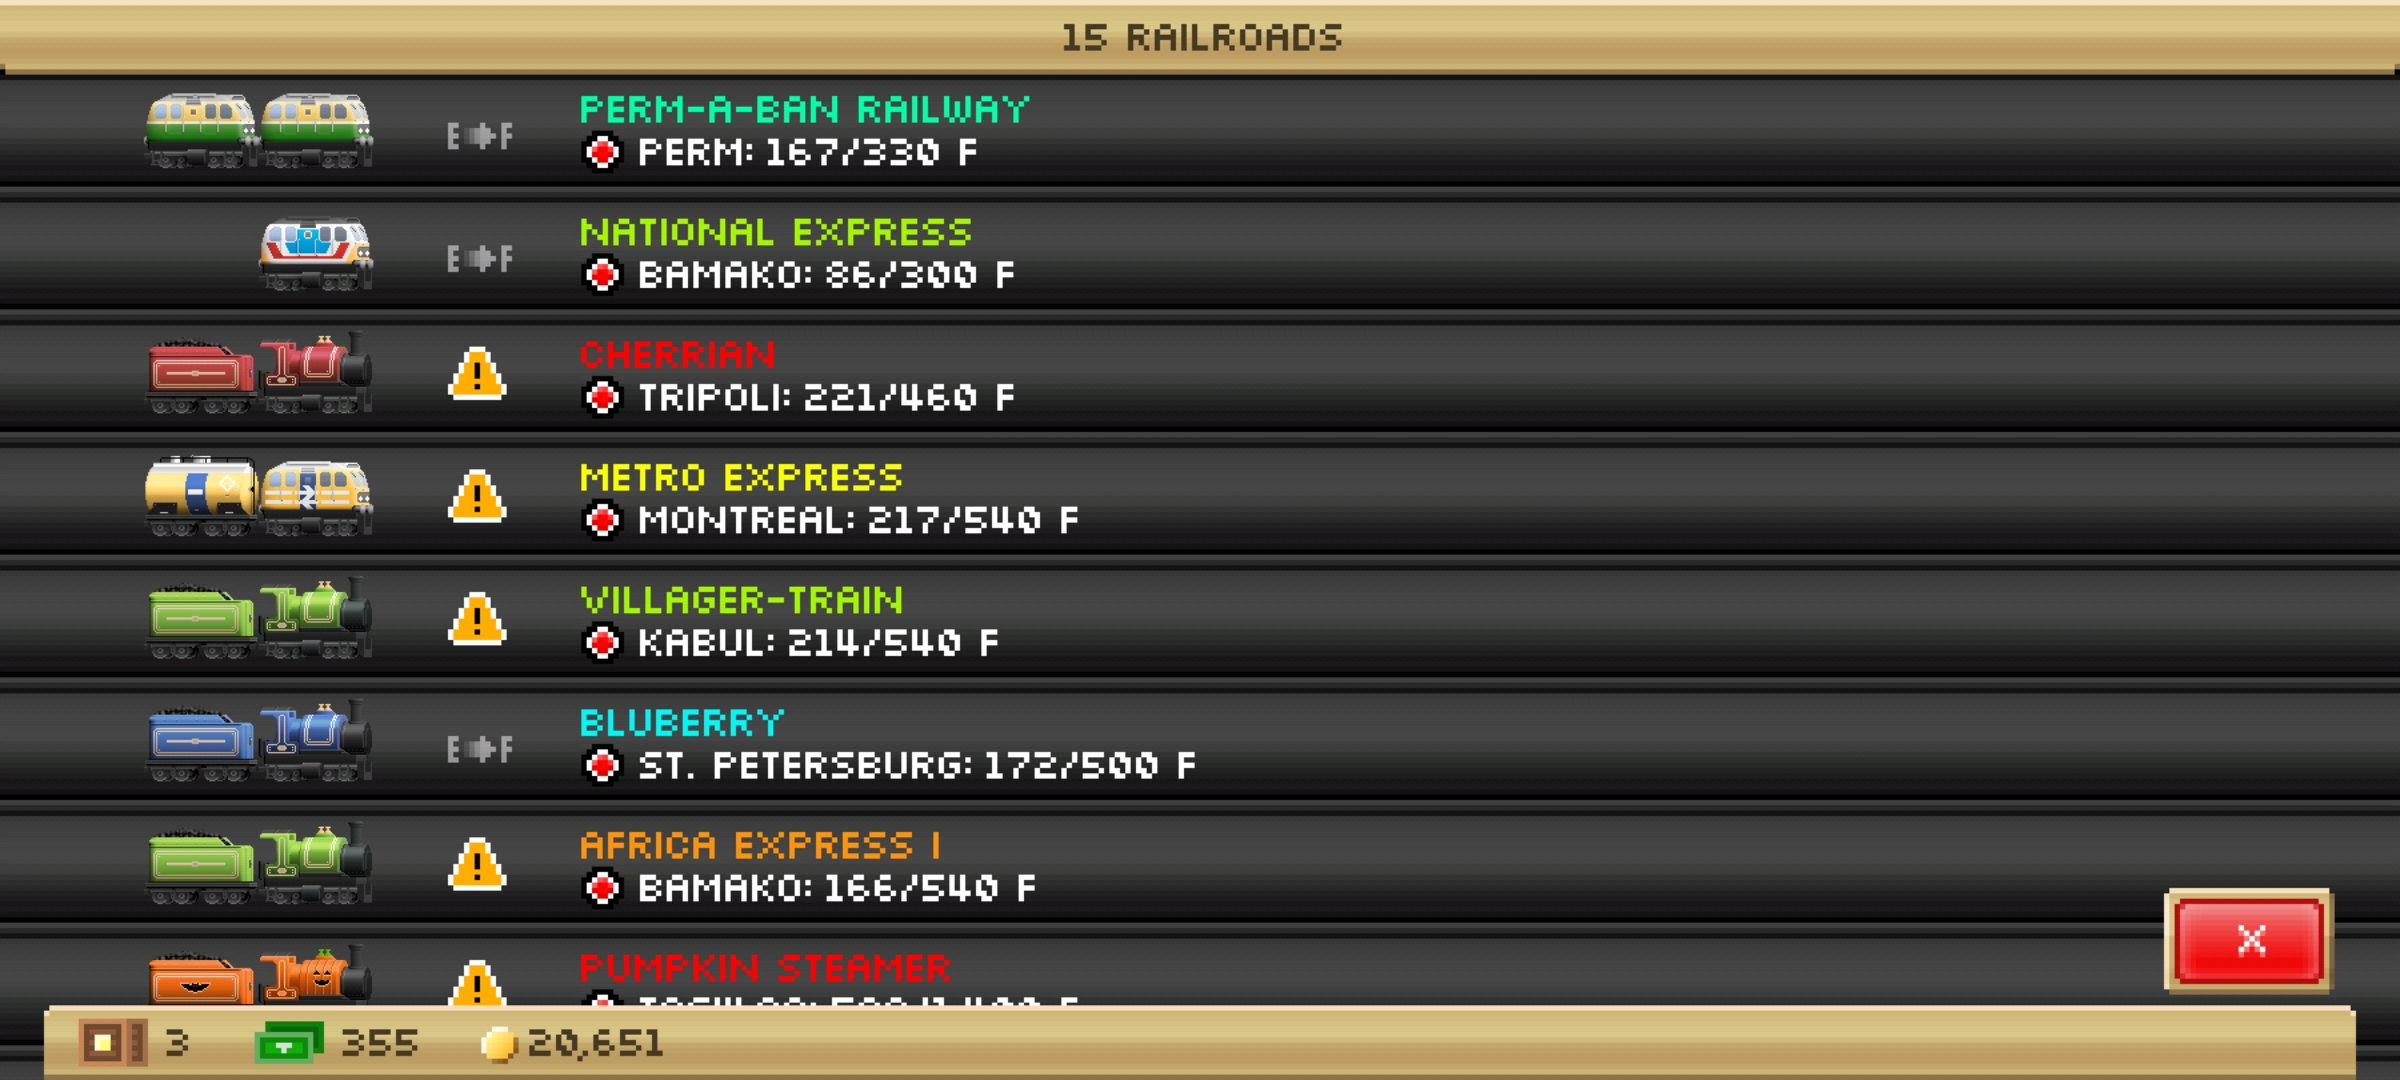 15 RAILROADS
PERM-A-BAN RAILWAY
E F
PERM: 167/330 F
NATIONAL EXPRESS
E F
BAMAKO: 86/300 F
CHERRIAN
TRIPOLI: 221/460 F
METRO EXPRESS
MONTREAL: 217/540 F
VILLAGER-TRAIN
KABUL: 214/540 F
BLUBERRY
E F
ST. PETERSBURG: 172/500 F
AFRICA EXPRESS I
BAMAKO: 166/540 F
PUMPKIN STEAMER
3 355 20,651
X